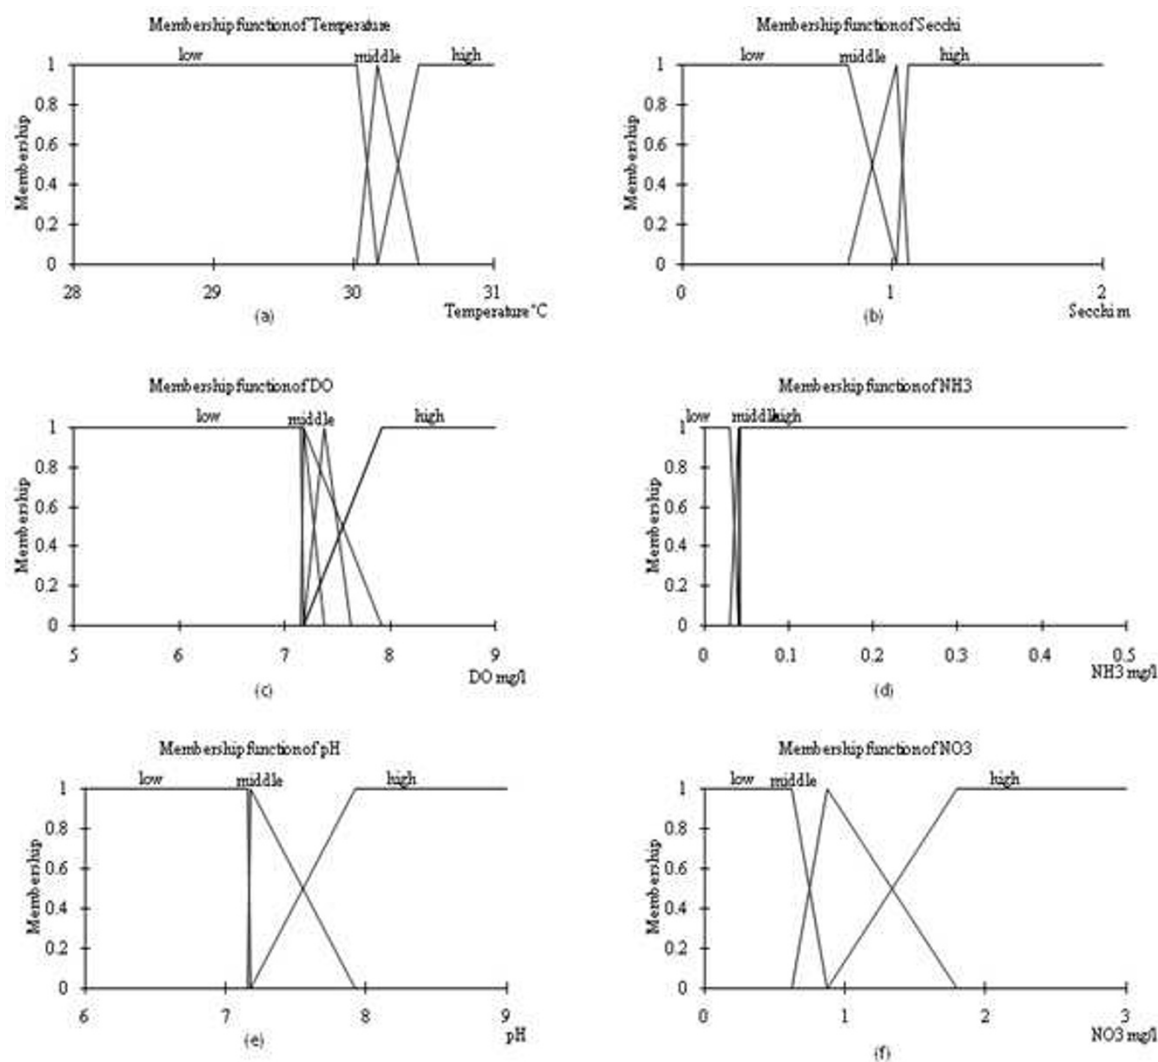 Membership function of Temperature
low
middle
high
1
0.8
0.6
0.4
0.2
0
Membership
28
29
30
31
Temperature °C
(a)
Membership function of Secchi
low
middle
high
1
0.8
0.6
0.4
0.2
0
Membership
0
1
2
Secchi m
(b)
Membership function of DO
low
middle
high
1
0.8
0.6
0.4
0.2
0
Membership
5
6
7
8
9
DO mg/l
(c)
Membership function of NH3
low
middle
high
1
0.8
0.6
0.4
0.2
0
Membership
0
0.1
0.2
0.3
0.4
0.5
NH3 mg/l
(d)
Membership function of pH
low
middle
high
1
0.8
0.6
0.4
0.2
0
Membership
6
7
8
9
pH
(e)
Membership function of NO3
low
middle
high
1
0.8
0.6
0.4
0.2
0
Membership
0
1
2
3
NO3 mg/l
(f)